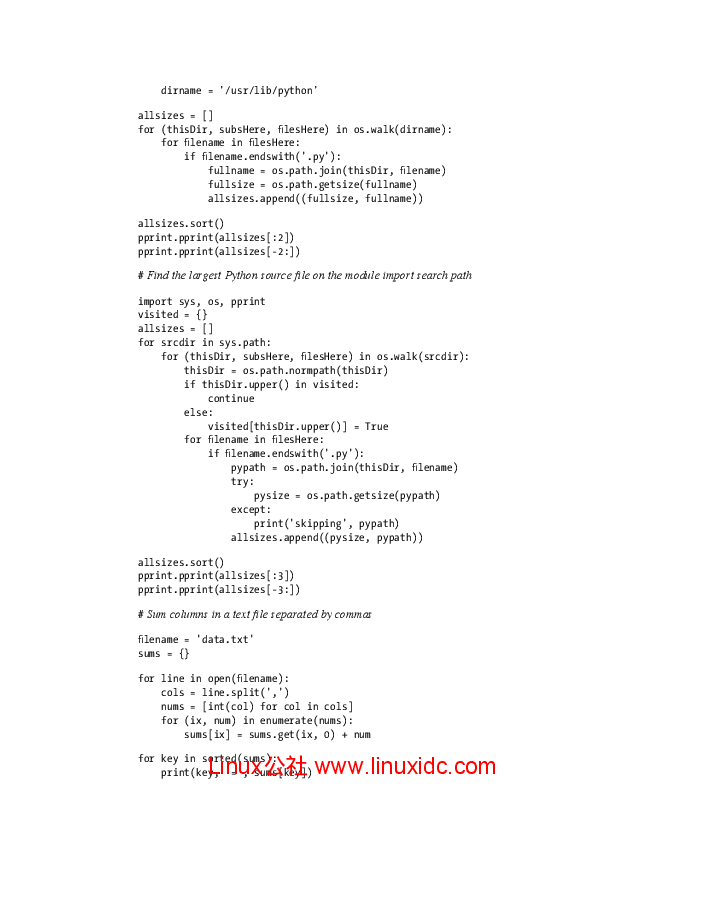 dirname = '/usr/lib/python'
allsizes = []
for (thisDir, subsHere, filesHere) in os.walk(dirname):
    for filename in filesHere:
        if filename.endswith('.py'):
            fullname = os.path.join(thisDir, filename)
            fullsize = os.path.getsize(fullname)
            allsizes.append((fullsize, fullname))
allsizes.sort()
pprint.pprint(allsizes[:2])
pprint.pprint(allsizes[-2:])
# Find the largest Python source file on the module import search path
import sys, os, pprint
visited = {}
allsizes = []
for srcdir in sys.path:
    for (thisDir, subsHere, filesHere) in os.walk(srcdir):
        thisDir = os.path.normpath(thisDir)
        if thisDir.upper() in visited:
            continue
        else:
            visited[thisDir.upper()] = True
        for filename in filesHere:
            if filename.endswith('.py'):
                pypath = os.path.join(thisDir, filename)
                try:
                    pysize = os.path.getsize(pypath)
                except:
                    print('skipping', pypath)
                allsizes.append((pysize, pypath))
allsizes.sort()
pprint.pprint(allsizes[:3])
pprint.pprint(allsizes[-3:])
# Sum columns in a text file separated by commas
filename = 'data.txt'
sums = {}
for line in open(filename):
    cols = line.split(',')
    nums = [int(col) for col in cols]
    for (ix, num) in enumerate(nums):
        sums[ix] = sums.get(ix, 0) + num
for key in sorted(sums):
    print(key, '=', sums[key])
Linux公社 www.linuxidc.com